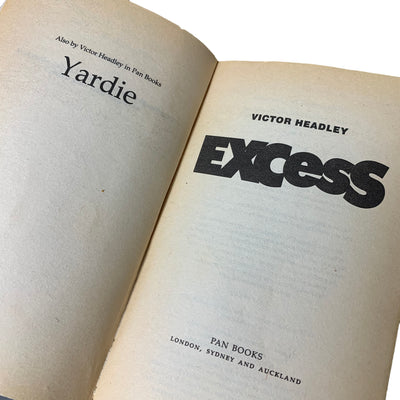 Also by Victor Headley in Pan Books
Yardie
VICTOR HEADLEY
EXCeSS
PAN BOOKS
LONDON, SYDNEY AND AUCKLAND